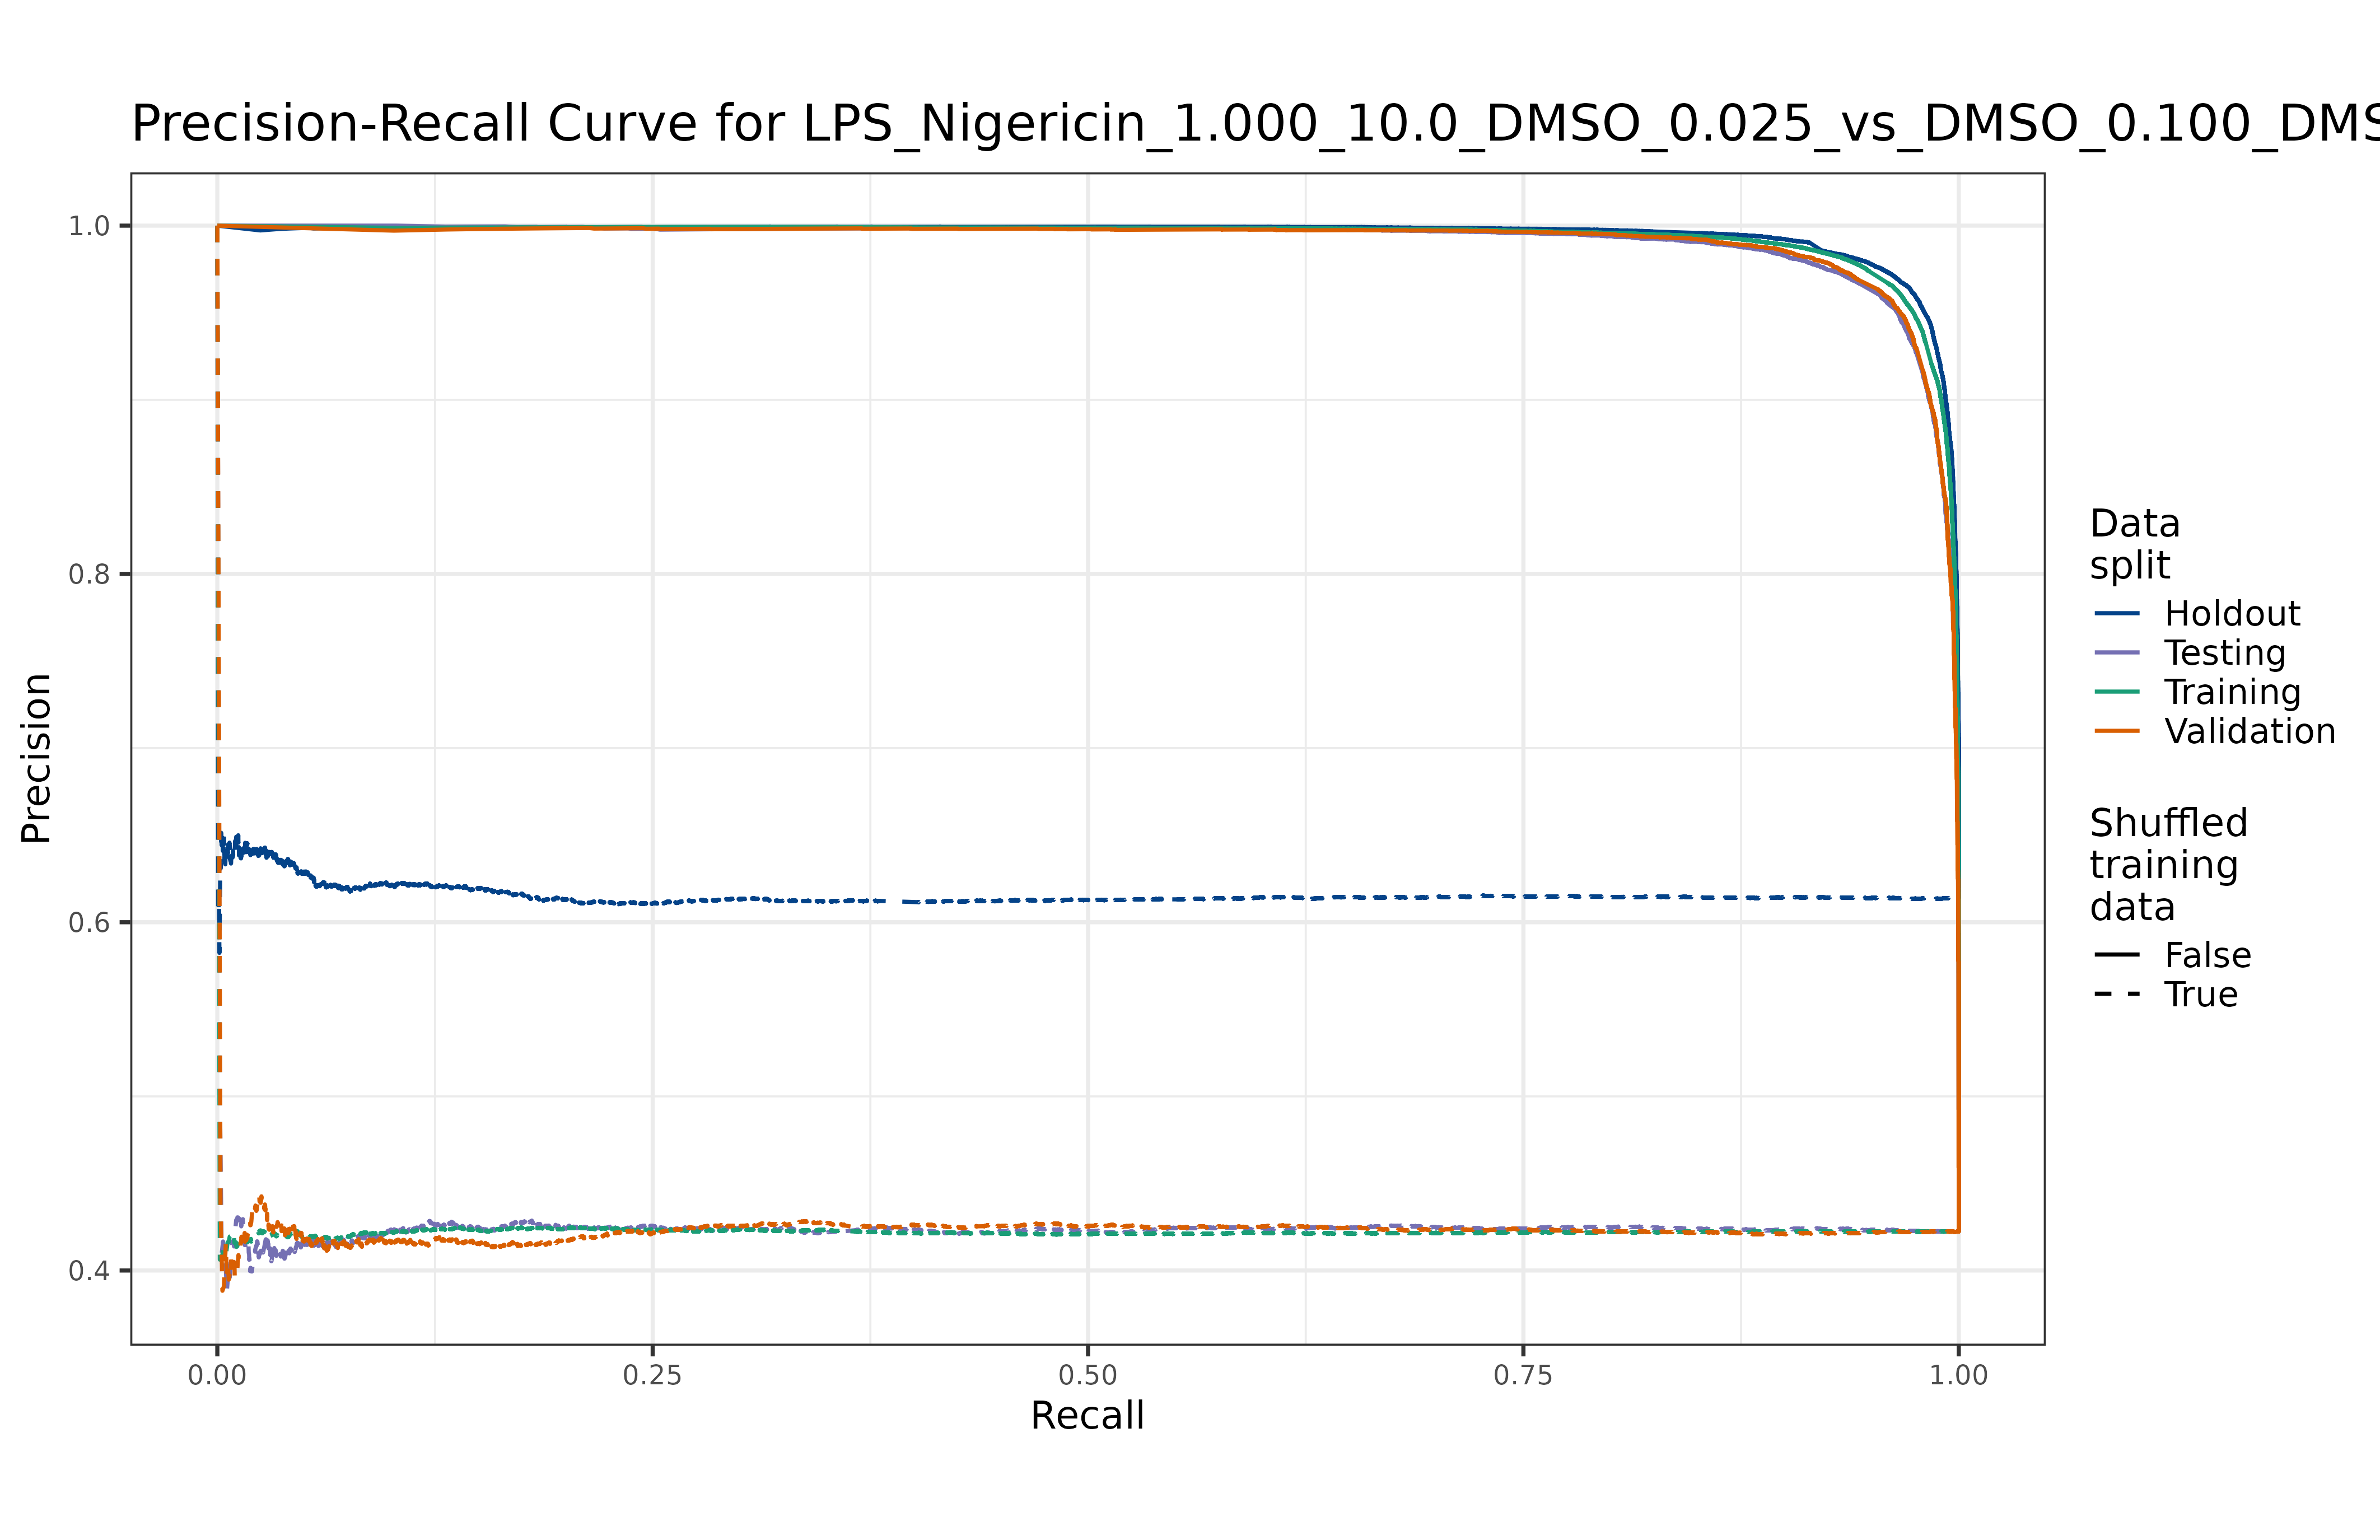 Precision-Recall Curve for LPS_Nigericin_1.000_10.0_DMSO_0.025_vs_DMSO_0.100_DMS
1.0
0.8
0.6
0.4
Precision
0.00
0.25
0.50
0.75
1.00
Recall
Data
split
Holdout
Testing
Training
Validation
Shuffled
training
data
False
True